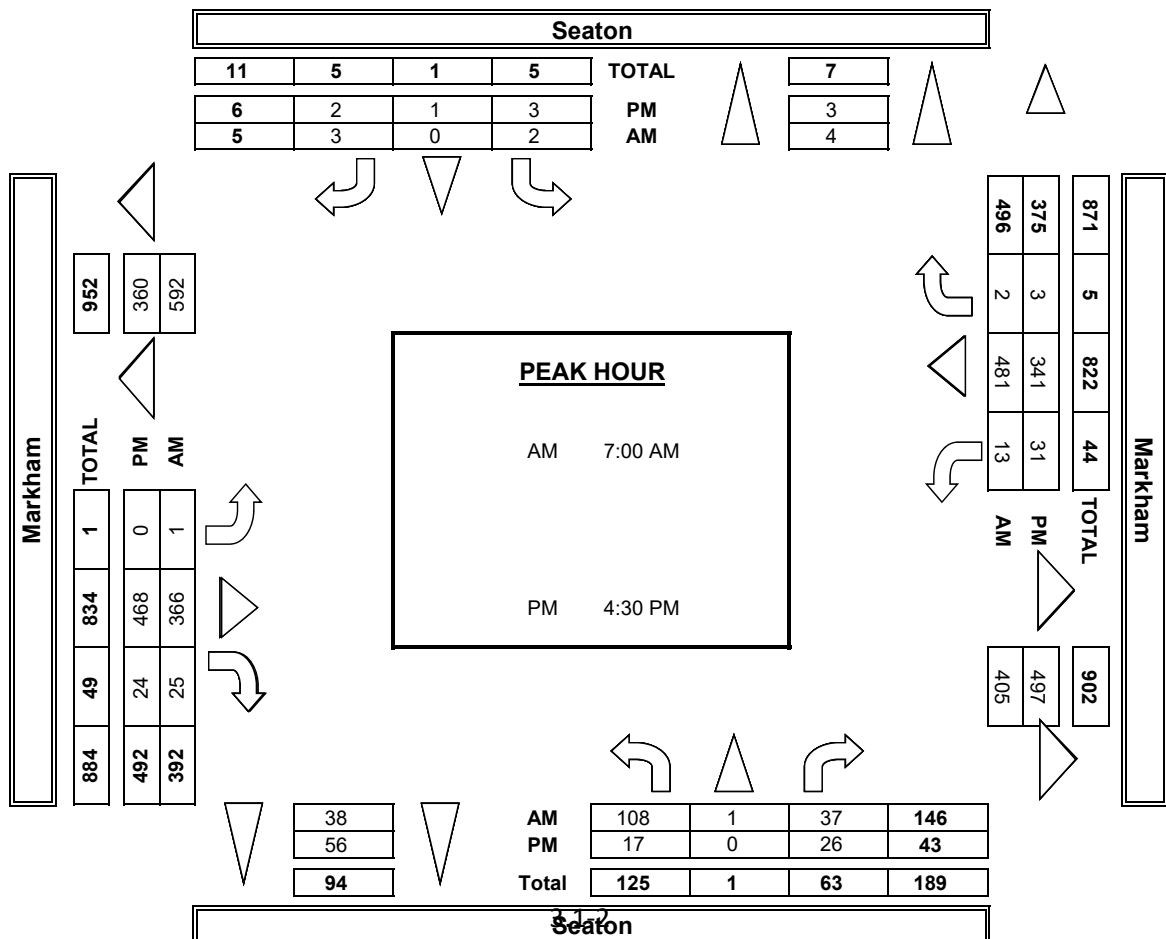 Seaton
11 5 1 5 TOTAL 7
6 2 1 3 PM 3
5 3 0 2 AM 4
Markham
952 360 592
TOTAL PM AM
1 0 1
834 468 366
49 24 25
884 492 392
PEAK HOUR
AM 7:00 AM
PM 4:30 PM
496 375 871
2 3 5
481 341 822
13 31 44
AM PM TOTAL
405 497 902
Markham
38 AM 108 1 37 146
56 PM 17 0 26 43
94 Total 125 1 63 189
3.1-2
Seaton